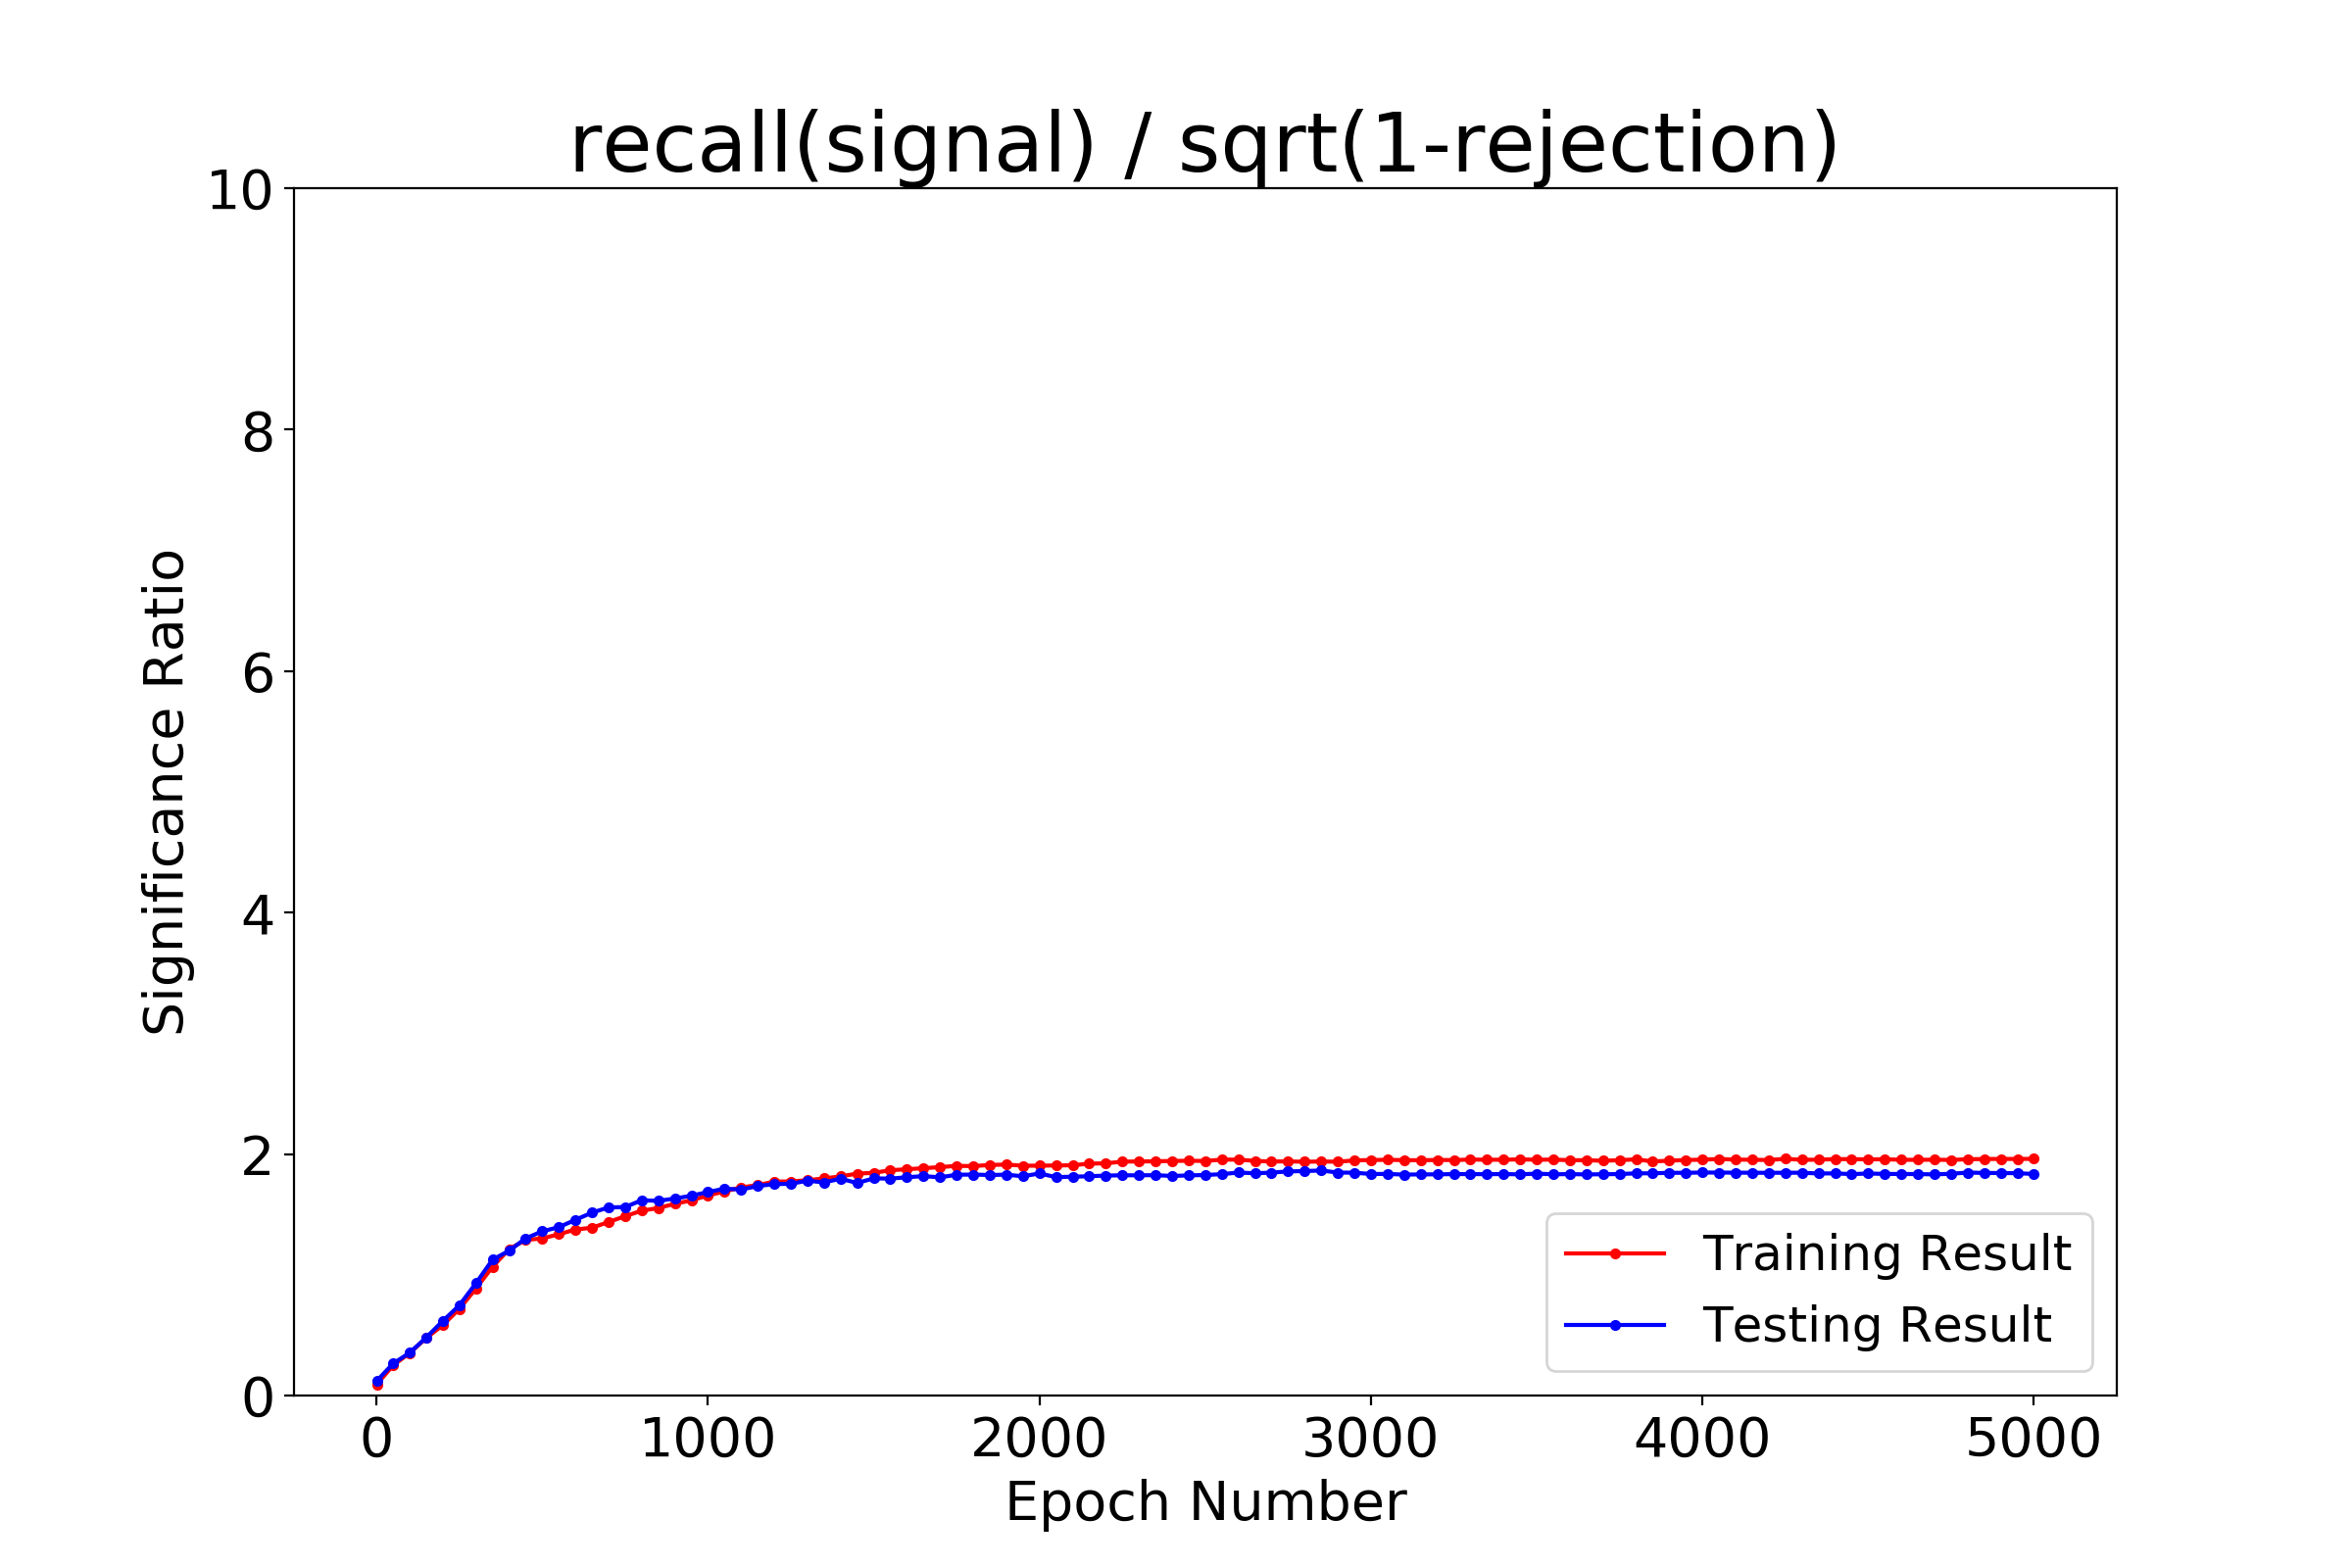 recall(signal) / sqrt(1-rejection)
10
8
6
4
2
0
Significance Ratio
0 1000 2000 3000 4000 5000
Epoch Number
Training Result
Testing Result